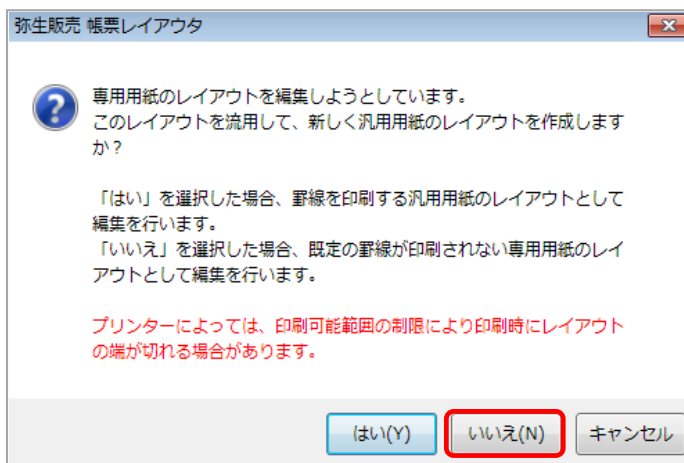 弥生販売 帳票レイアウタ
専用用紙のレイアウトを編集しようとしています。
このレイアウトを流用して、新しく汎用用紙のレイアウトを作成します
か？
「はい」を選択した場合、罫線を印刷する汎用用紙のレイアウトとして
編集を行います。
「いいえ」を選択した場合、既定の罫線が印刷されない専用用紙のレイ
アウトとして編集を行います。
プリンターによっては、印刷可能範囲の制限により印刷時にレイアウト
の端が切れる場合があります。
はい(Y) いいえ(N) キャンセル